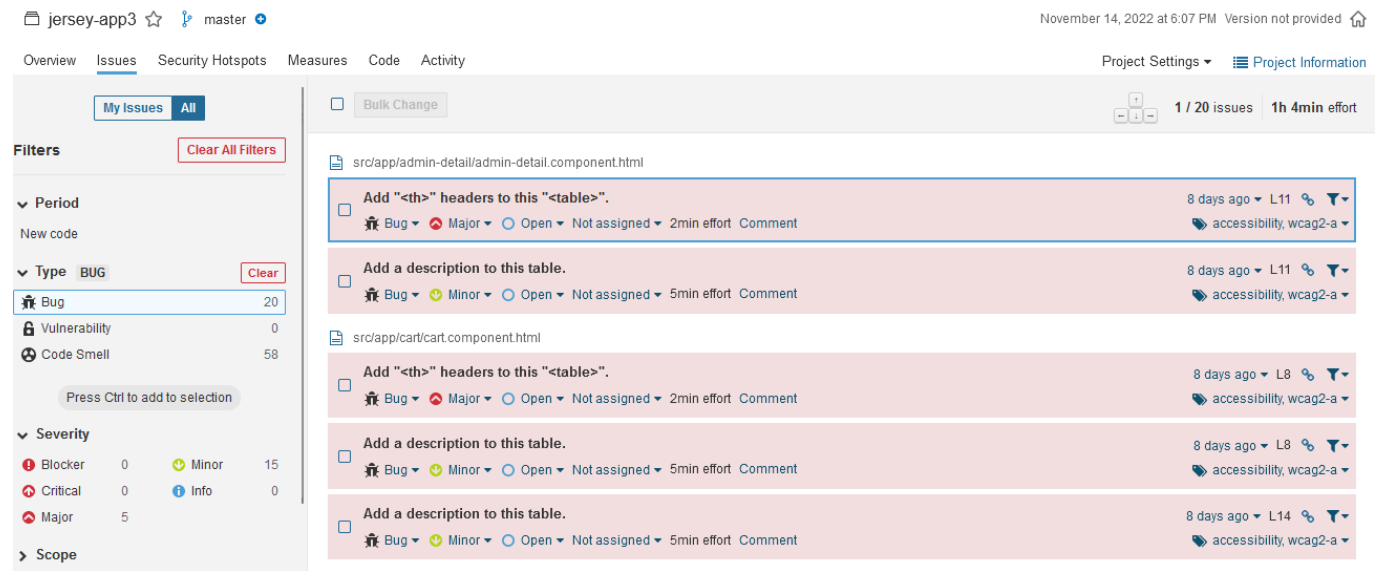 jersey-app3 master November 14, 2022 at 6:07 PM Version not provided
Overview Issues Security Hotspots Measures Code Activity Project Settings Project Information
My Issues All
Bulk Change
1 / 20 issues 1h 4min effort
Filters Clear All Filters
Period
New code
Type BUG Clear
Bug 20
Vulnerability 0
Code Smell 58
Press Ctrl to add to selection
Severity
Blocker 0 Minor 15
Critical 0 Info 0
Major 5
Scope
src/app/admin-detail/admin-detail.component.html
Add "<th>" headers to this "<table>". 8 days ago L11
Bug Major Open Not assigned 2min effort Comment accessibility, wcag2-a
Add a description to this table. 8 days ago L11
Bug Minor Open Not assigned 5min effort Comment accessibility, wcag2-a
src/app/cart/cart.component.html
Add "<th>" headers to this "<table>". 8 days ago L8
Bug Major Open Not assigned 2min effort Comment accessibility, wcag2-a
Add a description to this table. 8 days ago L8
Bug Minor Open Not assigned 5min effort Comment accessibility, wcag2-a
Add a description to this table. 8 days ago L14
Bug Minor Open Not assigned 5min effort Comment accessibility, wcag2-a